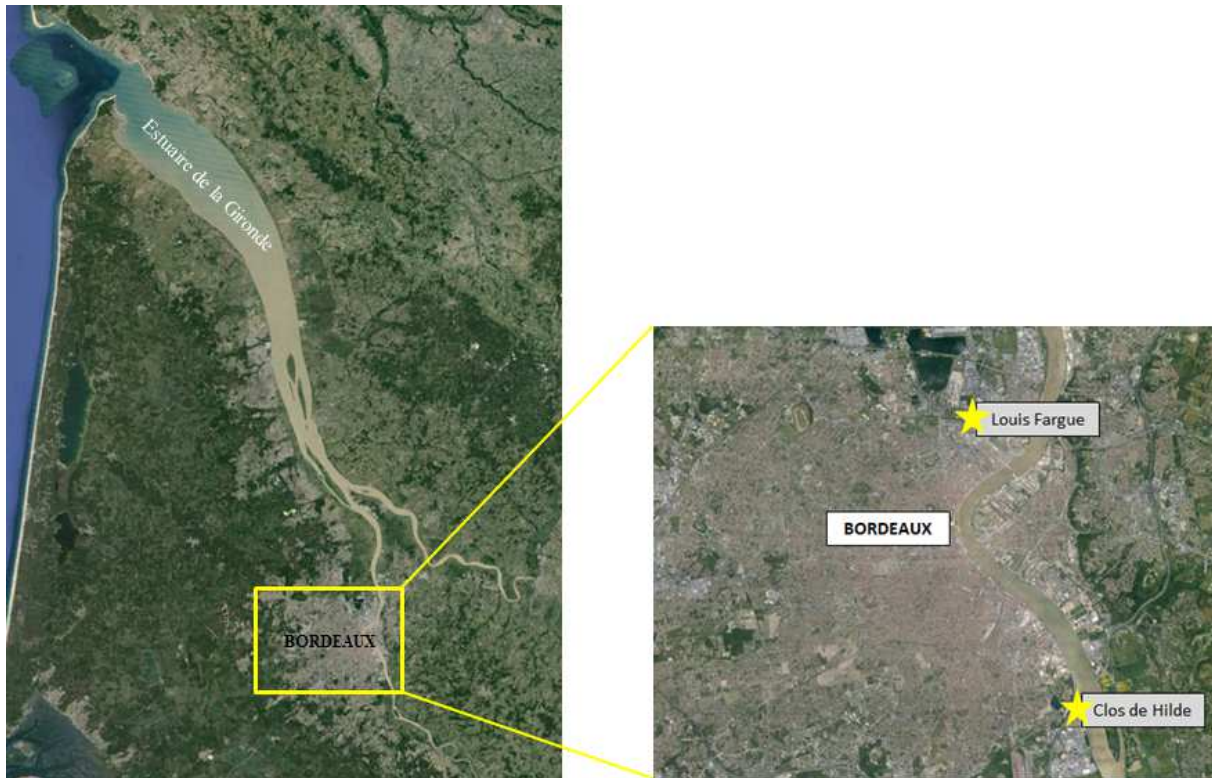 Estuaire de la Gironde
BORDEAUX
Louis Fargue
BORDEAUX
Clos de Hilde